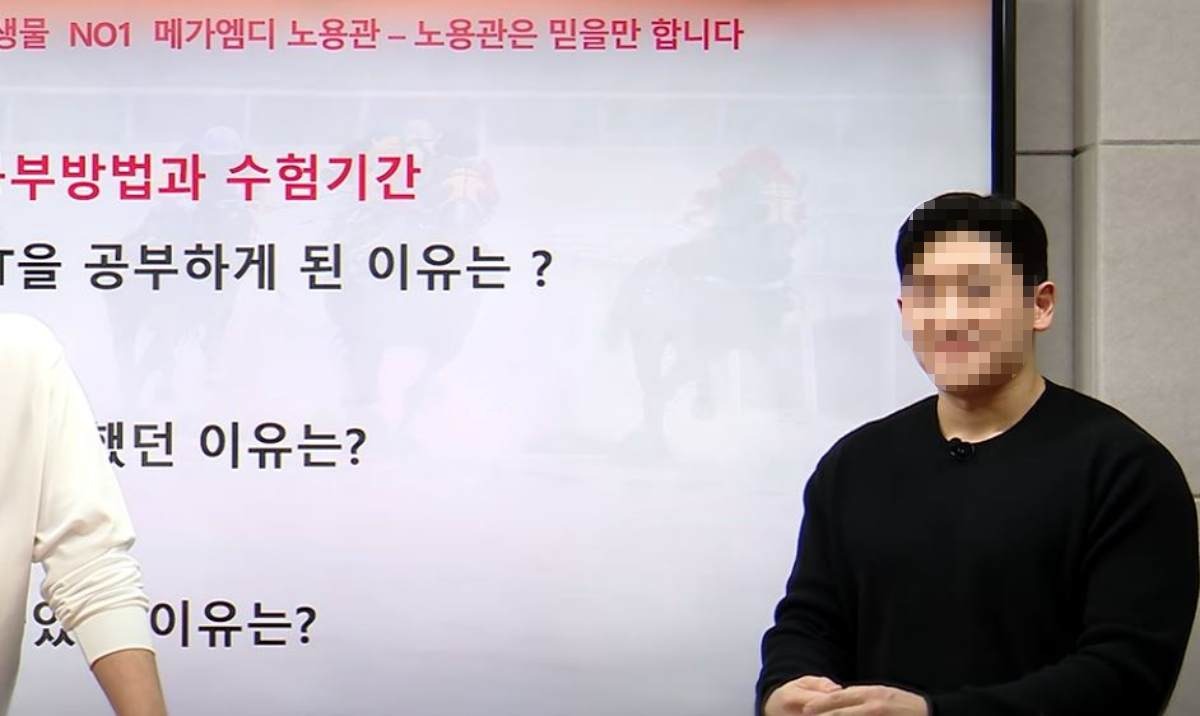 생물 NO1 메가엠디 노용관 – 노용관은 믿을만 합니다
공부방법과 수험기간
T을 공부하게 된 이유는 ?
했던 이유는?
이유는?